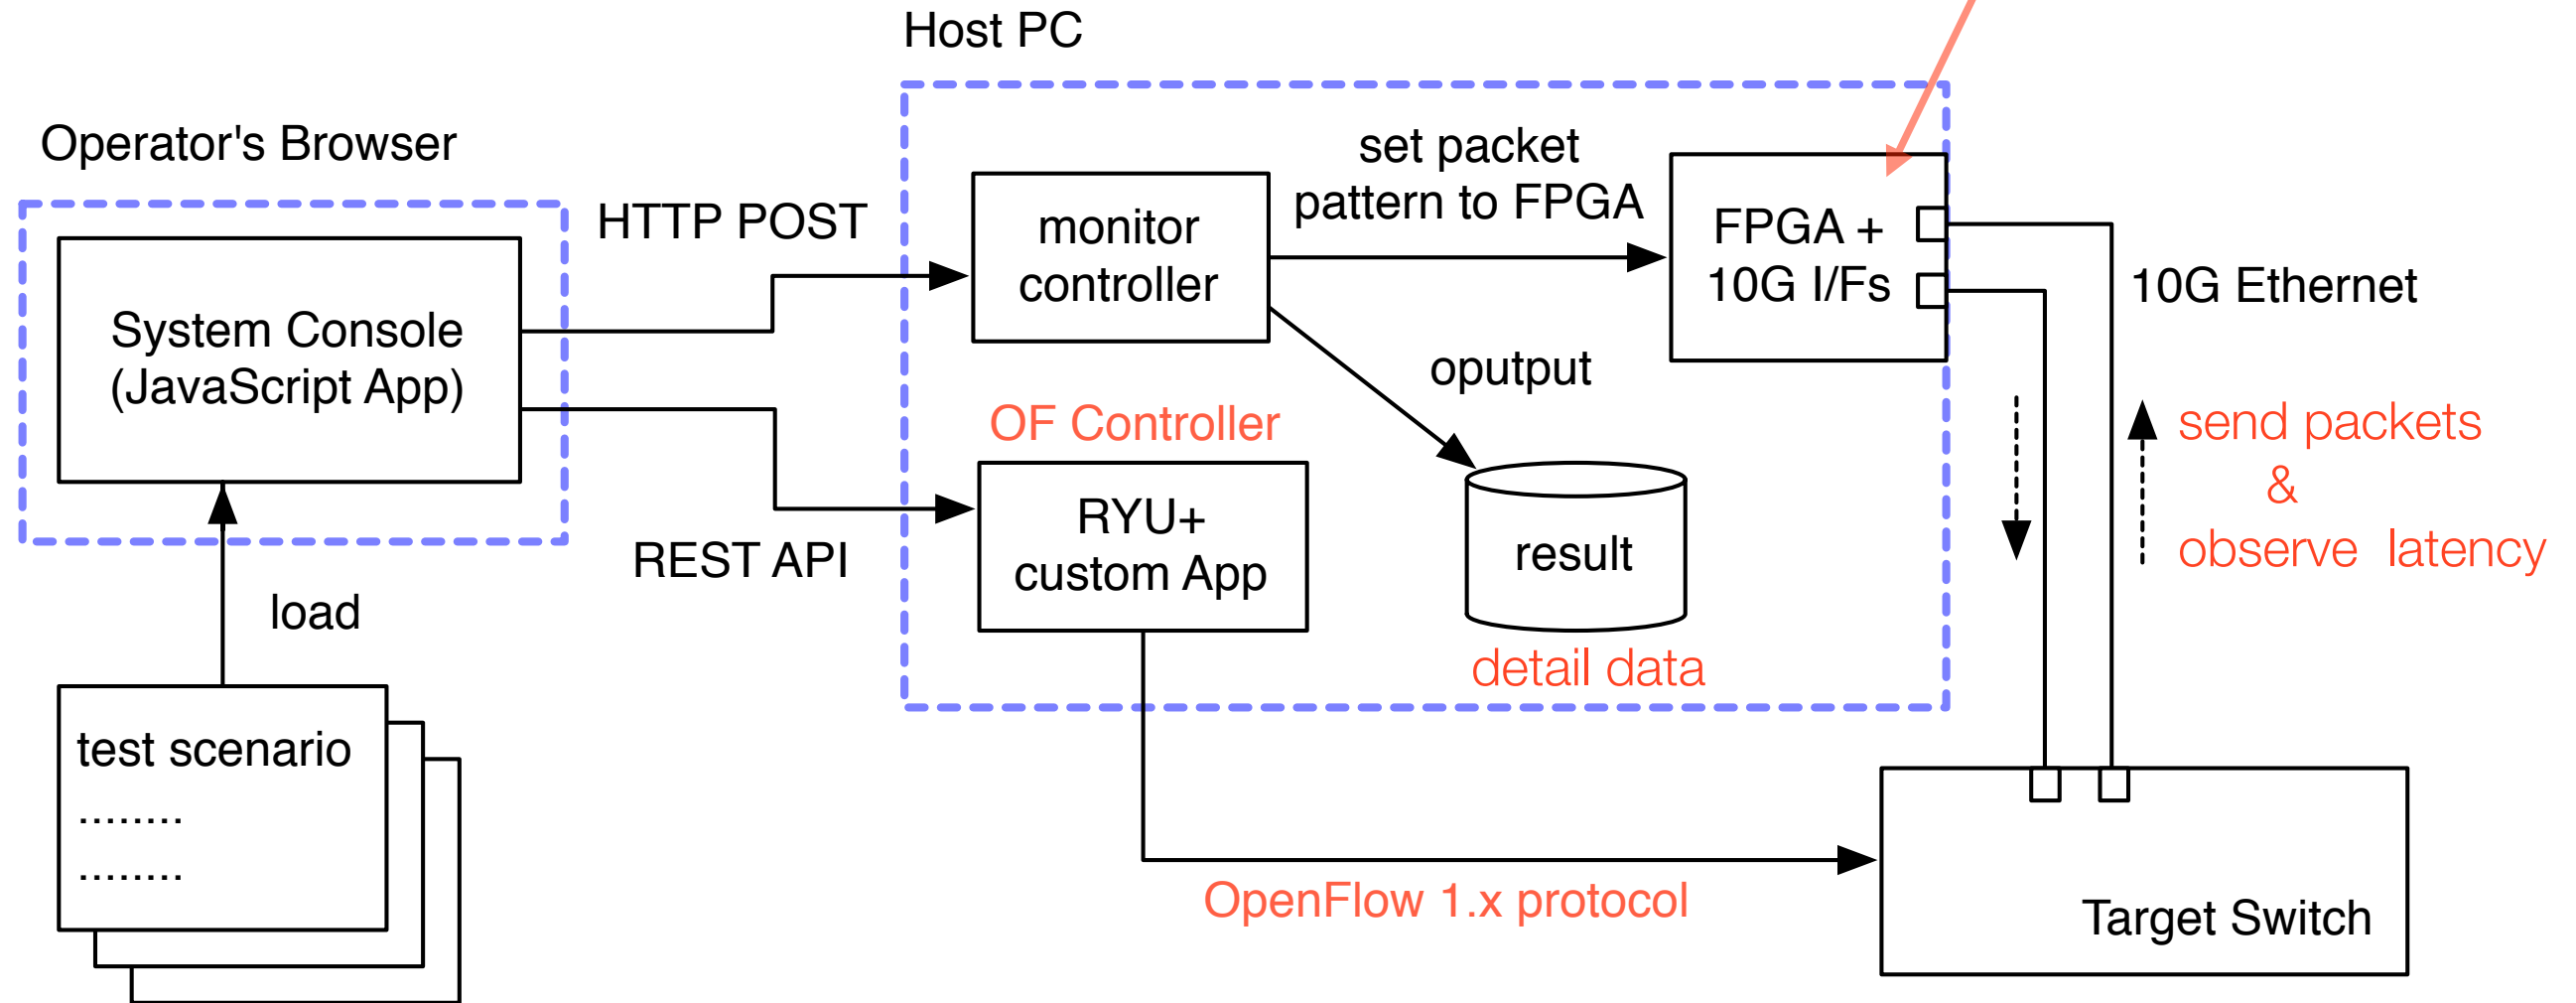 Host PC
Operator's Browser
System Console
(JavaScript App)
HTTP POST
REST API
load
test scenario
........
........
monitor
controller
set packet
pattern to FPGA
FPGA +
10G I/Fs
oputput
OF Controller
RYU+
custom App
result
detail data
10G Ethernet
send packets
&
observe latency
OpenFlow 1.x protocol
Target Switch